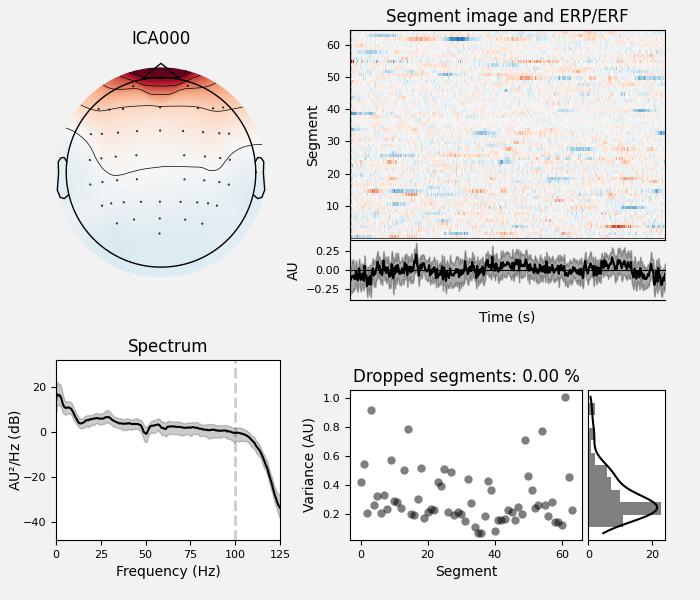 ICA000
Segment image and ERP/ERF
Segment
60
50
40
30
20
10
AU
0.25
0.00
−0.25
Time (s)
Spectrum
AU²/Hz (dB)
20
0
−20
−40
0 25 50 75 100 125
Frequency (Hz)
Dropped segments: 0.00 %
Variance (AU)
1.0
0.8
0.6
0.4
0.2
0 20 40 60
Segment
0 20